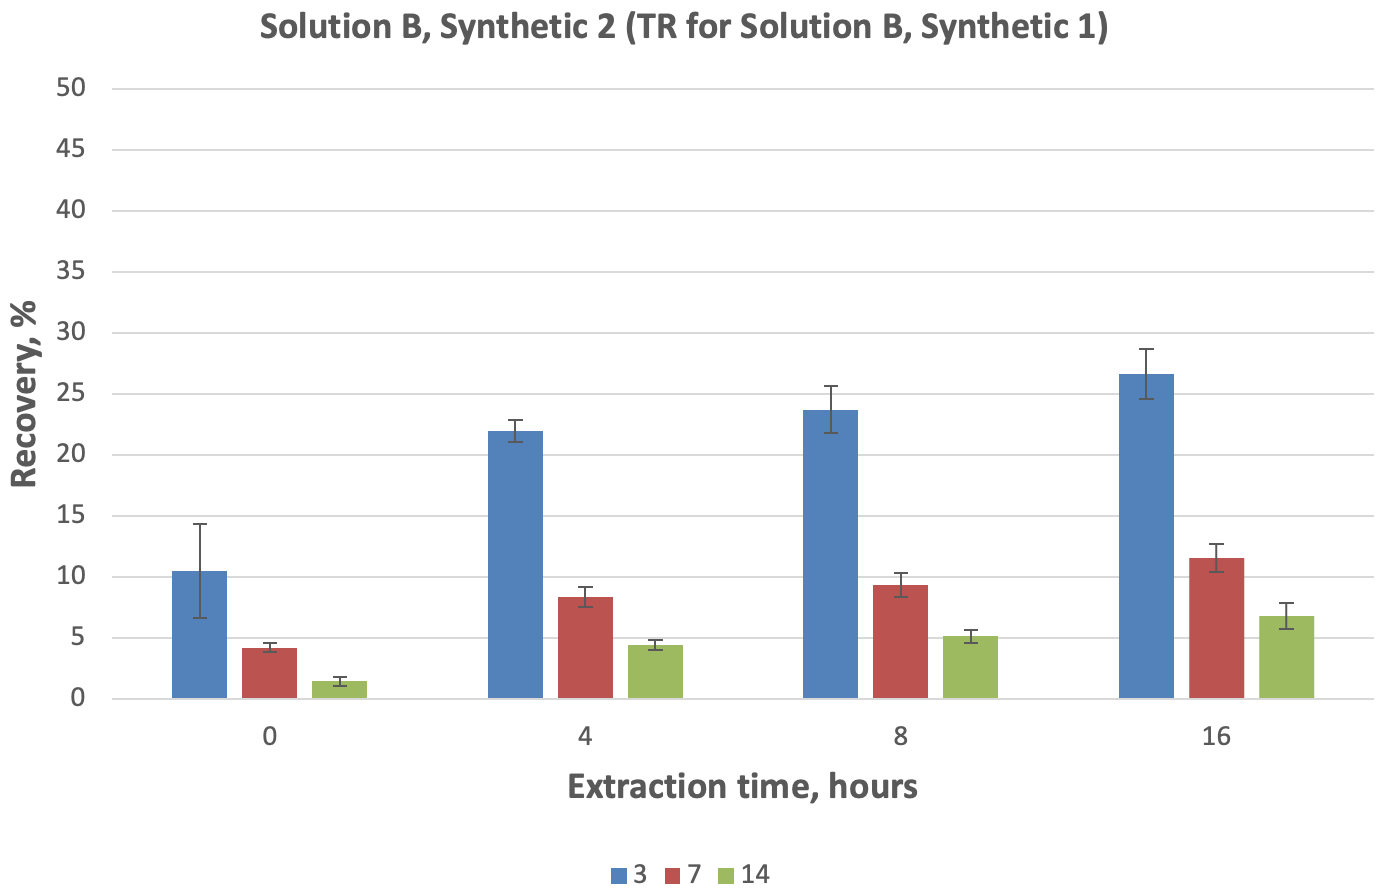 Solution B, Synthetic 2 (TR for Solution B, Synthetic 1)
50
45
40
35
30
25
20
15
10
5
0
Recovery, %
0 4 8 16
Extraction time, hours
3 7 14